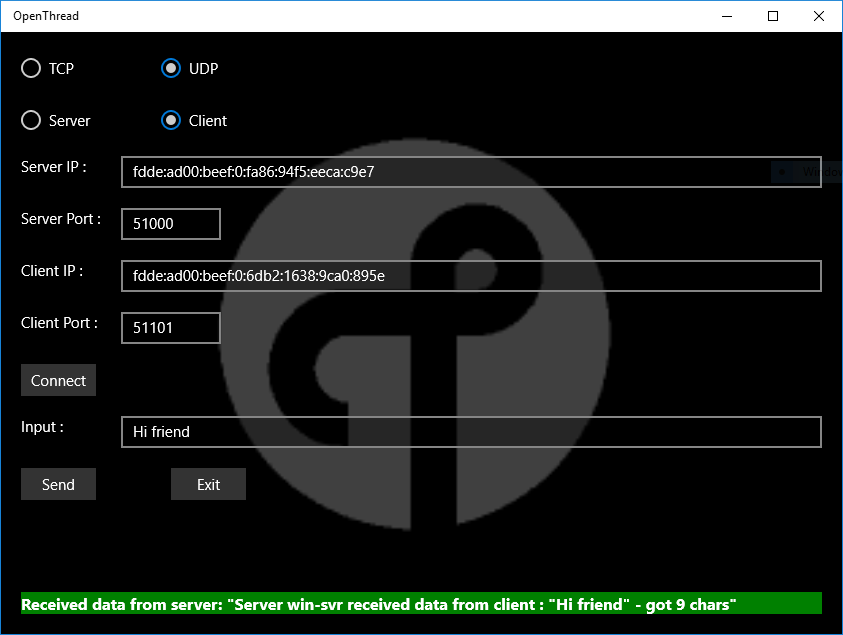 OpenThread
TCP UDP
Server Client
Server IP : fdde:ad00:beef:0:fa86:94f5:eeca:c9e7
Window
Server Port : 51000
Client IP : fdde:ad00:beef:0:6db2:1638:9ca0:895e
Client Port : 51101
Connect
Input : Hi friend
Send Exit
Received data from server: "Server win-svr received data from client : "Hi friend" - got 9 chars"